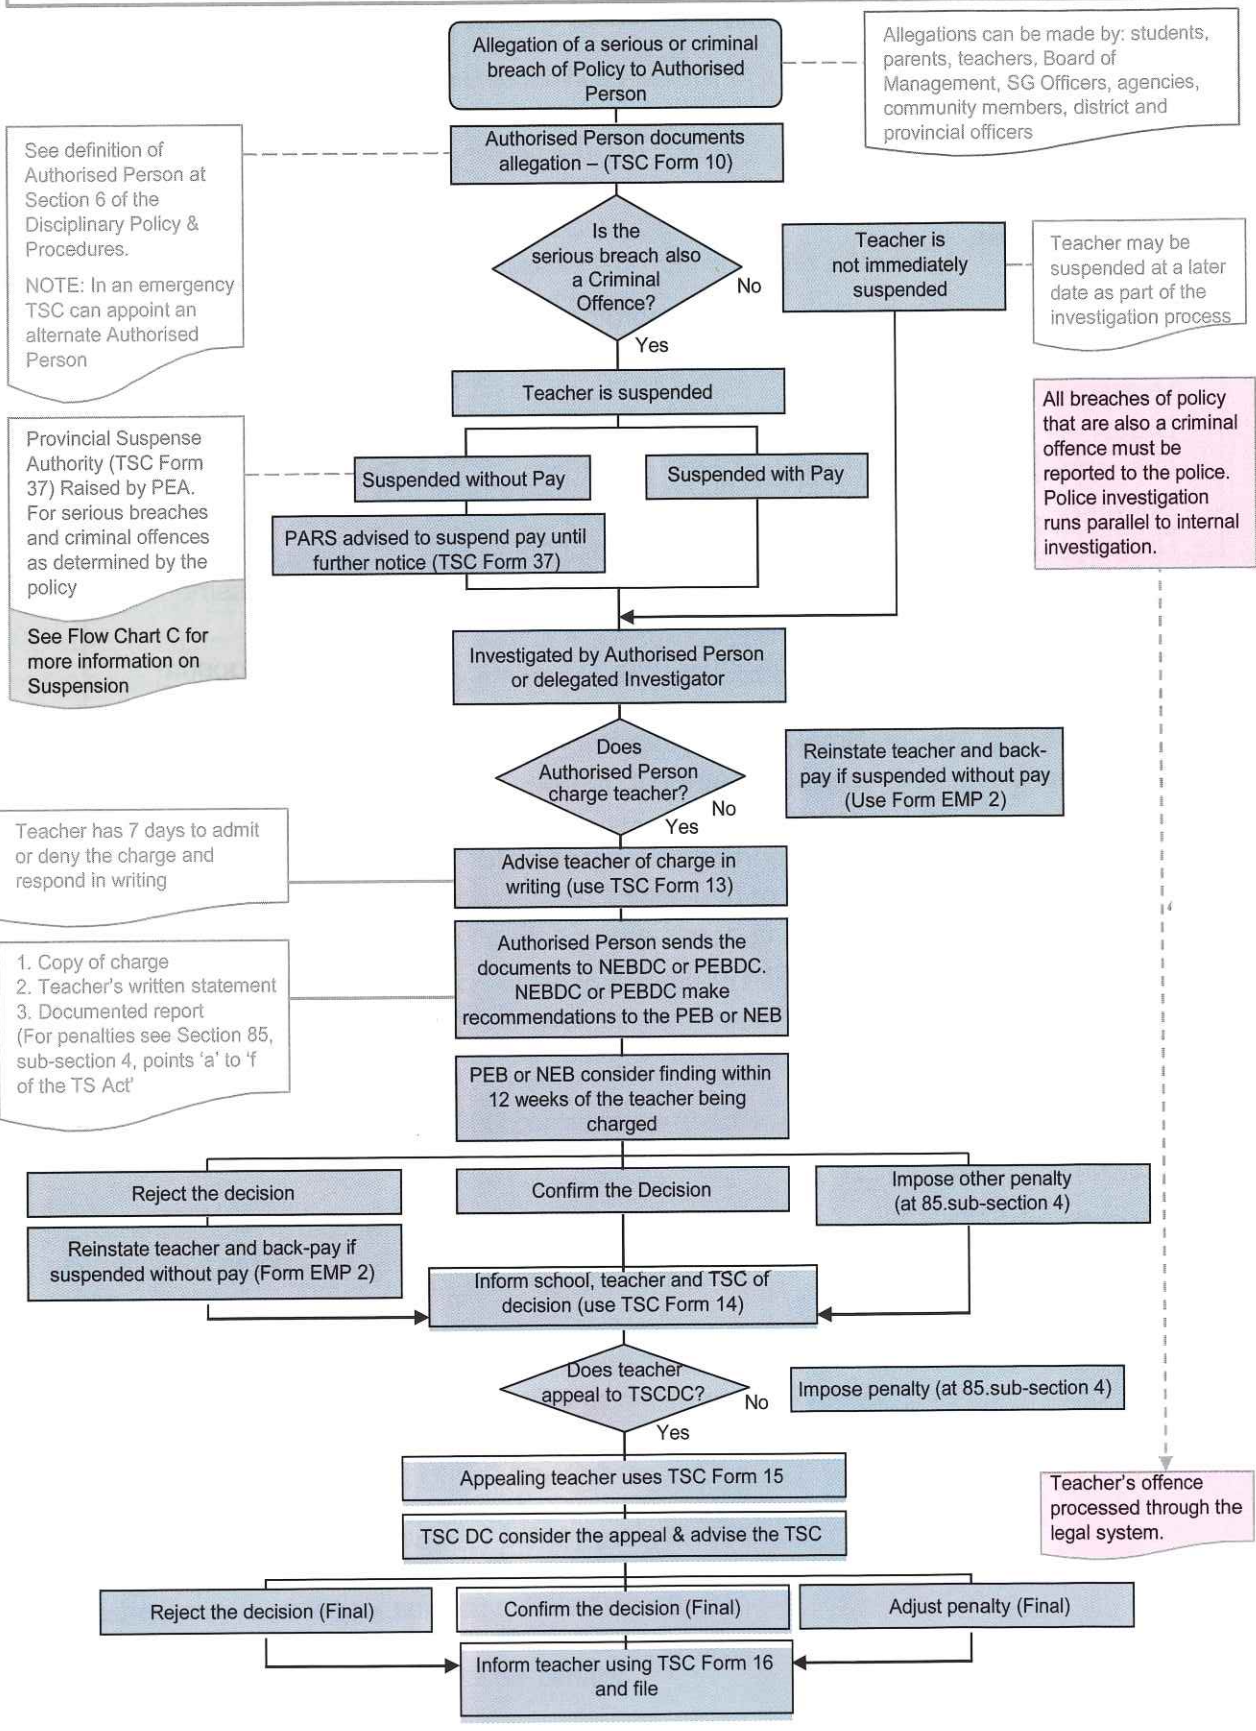 Allegation of a serious or criminal
breach of Policy to Authorised
Person
Allegations can be made by: students,
parents, teachers, Board of
Management, SG Officers, agencies,
community members, district and
provincial officers
Authorised Person documents
allegation – (TSC Form 10)
See definition of
Authorised Person at
Section 6 of the
Disciplinary Policy &
Procedures.
NOTE: In an emergency
TSC can appoint an
alternate Authorised
Person
Is the
serious breach also
a Criminal
Offence?
No
Yes
Teacher is
not immediately
suspended
Teacher may be
suspended at a later
date as part of the
investigation process
Teacher is suspended
All breaches of policy
that are also a criminal
offence must be
reported to the police.
Police investigation
runs parallel to internal
investigation.
Provincial Suspense
Authority (TSC Form
37) Raised by PEA.
For serious breaches
and criminal offences
as determined by the
policy
See Flow Chart C for
more information on
Suspension
Suspended without Pay
Suspended with Pay
PARS advised to suspend pay until
further notice (TSC Form 37)
Investigated by Authorised Person
or delegated Investigator
Does
Authorised Person
charge teacher?
No
Yes
Reinstate teacher and back-
pay if suspended without pay
(Use Form EMP 2)
Teacher has 7 days to admit
or deny the charge and
respond in writing
Advise teacher of charge in
writing (use TSC Form 13)
1. Copy of charge
2. Teacher's written statement
3. Documented report
(For penalties see Section 85,
sub-section 4, points 'a' to 'f
of the TS Act'
Authorised Person sends the
documents to NEBDC or PEBDC.
NEBDC or PEBDC make
recommendations to the PEB or NEB
PEB or NEB consider finding within
12 weeks of the teacher being
charged
Reject the decision
Confirm the Decision
Impose other penalty
(at 85.sub-section 4)
Reinstate teacher and back-pay if
suspended without pay (Form EMP 2)
Inform school, teacher and TSC of
decision (use TSC Form 14)
Does teacher
appeal to TSCDC?
No
Yes
Impose penalty (at 85.sub-section 4)
Appealing teacher uses TSC Form 15
TSC DC consider the appeal & advise the TSC
Teacher's offence
processed through the
legal system.
Reject the decision (Final)
Confirm the decision (Final)
Adjust penalty (Final)
Inform teacher using TSC Form 16
and file